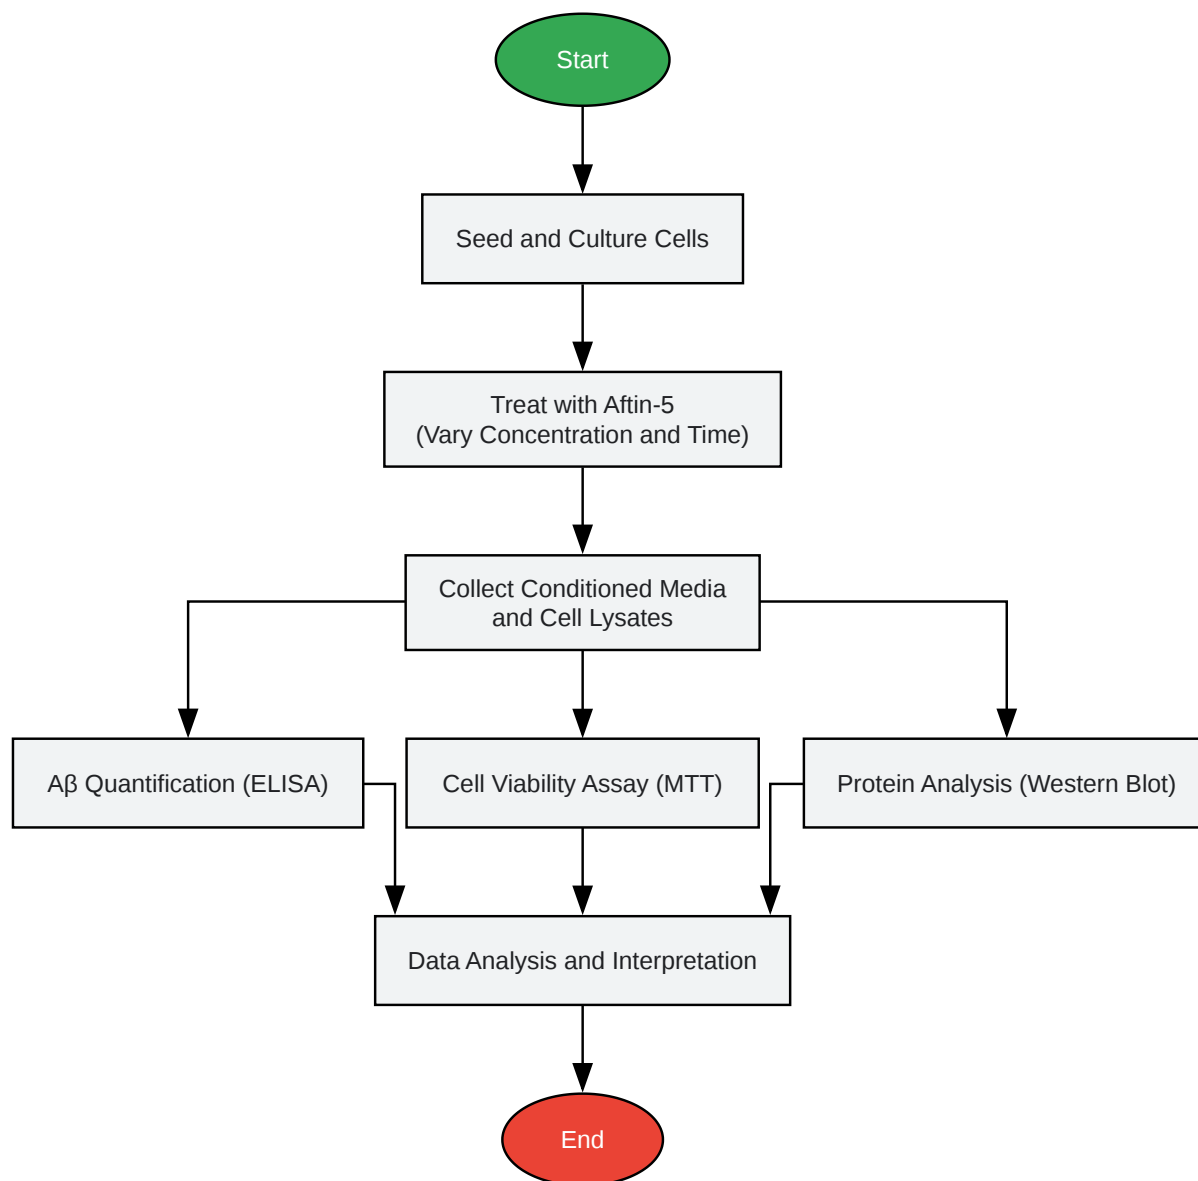 Start
Seed and Culture Cells
Treat with Aftin-5
(Vary Concentration and Time)
Collect Conditioned Media
and Cell Lysates
Aβ Quantification (ELISA)
Cell Viability Assay (MTT)
Protein Analysis (Western Blot)
Data Analysis and Interpretation
End